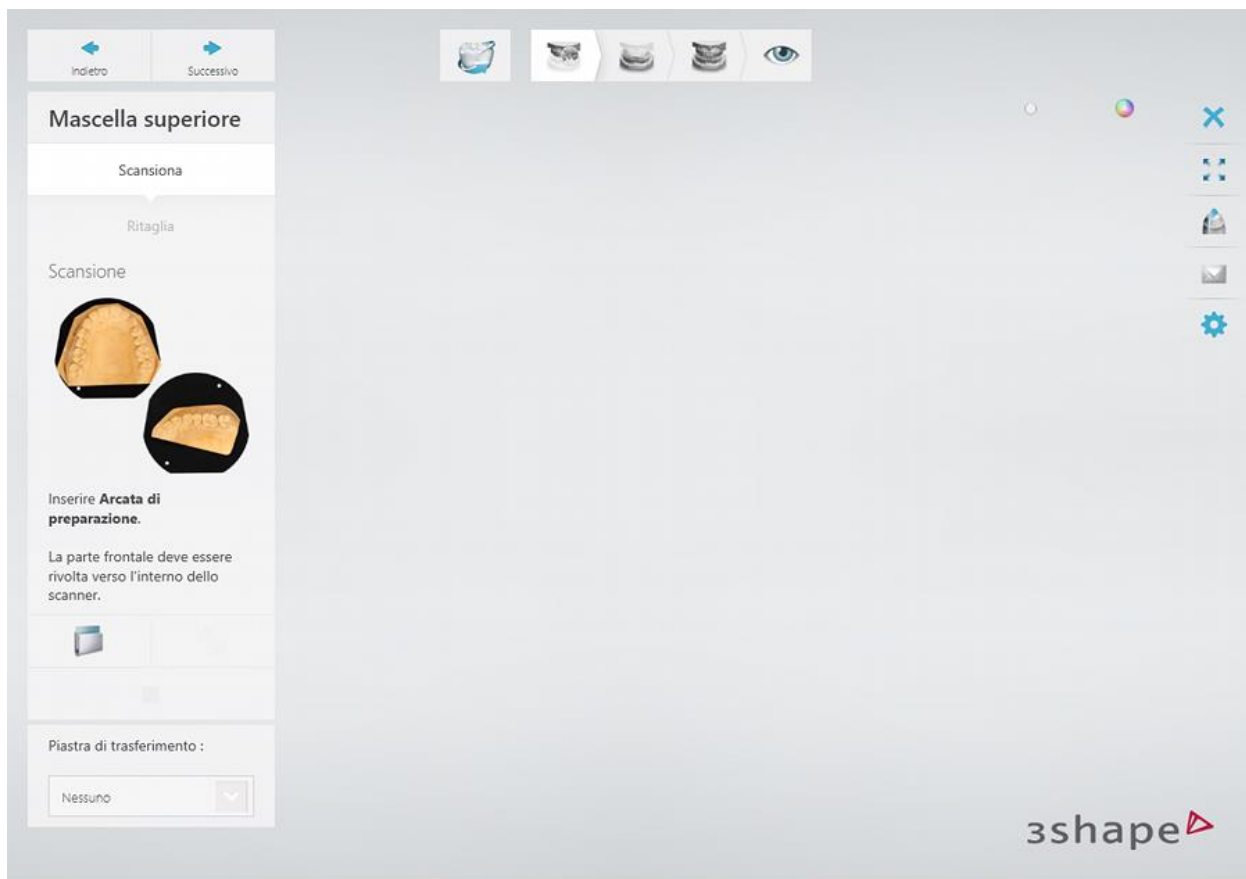 Indietro
Successivo
Mascella superiore
Scansiona
Ritaglia
Scansione
Inserire Arcata di
preparazione.
La parte frontale deve essere
rivolta verso l'interno dello
scanner.
Piastra di trasferimento :
Nessuno
3shape